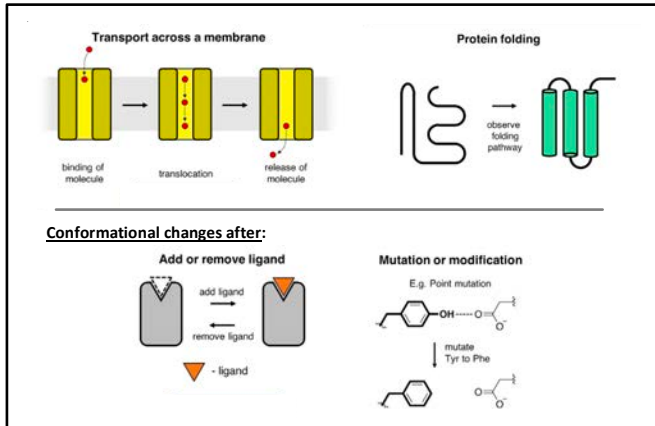 Transport across a membrane
binding of
molecule
translocation
release of
molecule
Protein folding
observe
folding
pathway
Conformational changes after:
Add or remove ligand
add ligand
remove ligand
- ligand
Mutation or modification
E.g. Point mutation
OH
O
O-
mutate
Tyr to Phe
O
O-